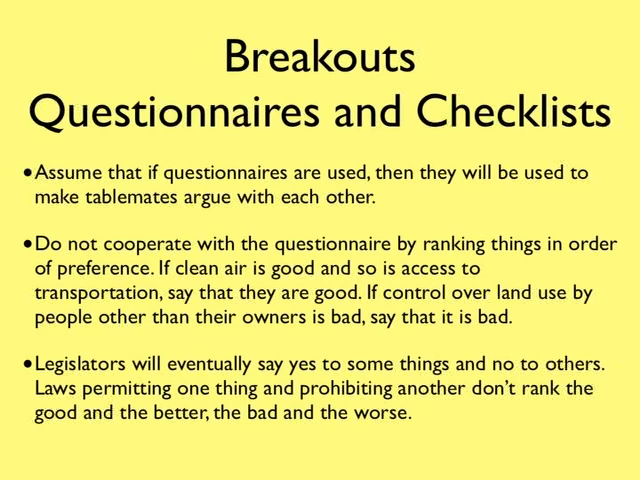 Breakouts
Questionnaires and Checklists
•Assume that if questionnaires are used, then they will be used to
make tablemates argue with each other.
•Do not cooperate with the questionnaire by ranking things in order
of preference. If clean air is good and so is access to
transportation, say that they are good. If control over land use by
people other than their owners is bad, say that it is bad.
•Legislators will eventually say yes to some things and no to others.
Laws permitting one thing and prohibiting another don’t rank the
good and the better, the bad and the worse.